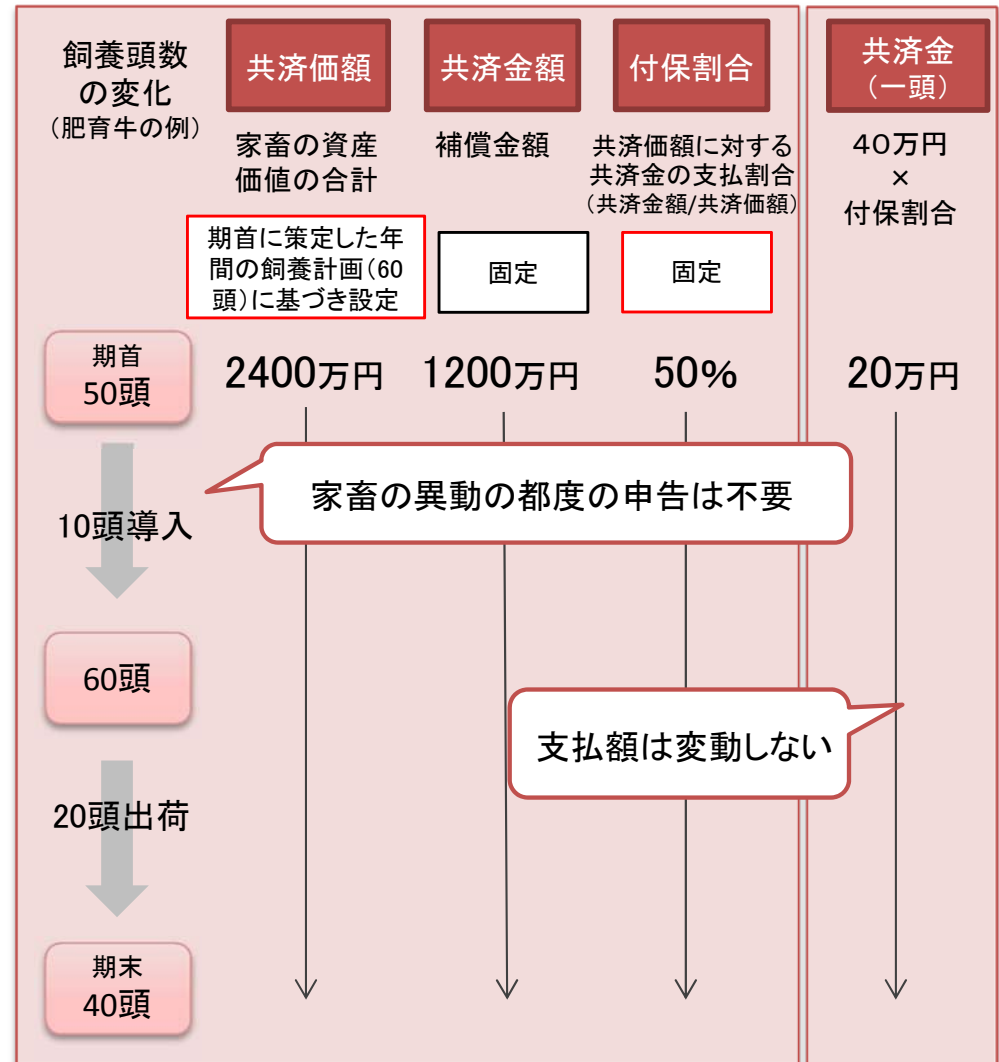 飼養頭数
の変化
（肥育牛の例）
共済価額
家畜の資産
価値の合計
期首に策定した年
間の飼養計画（60
頭）に基づき設定
共済金額
補償金額
固定
付保割合
共済価額に対する
共済金の支払割合
（共済金額/共済価額）
固定
共済金
（一頭）
４０万円
×
付保割合
期首
50頭
2400万円
1200万円
50%
20万円
家畜の異動の都度の申告は不要
10頭導入
60頭
支払額は変動しない
20頭出荷
期末
40頭